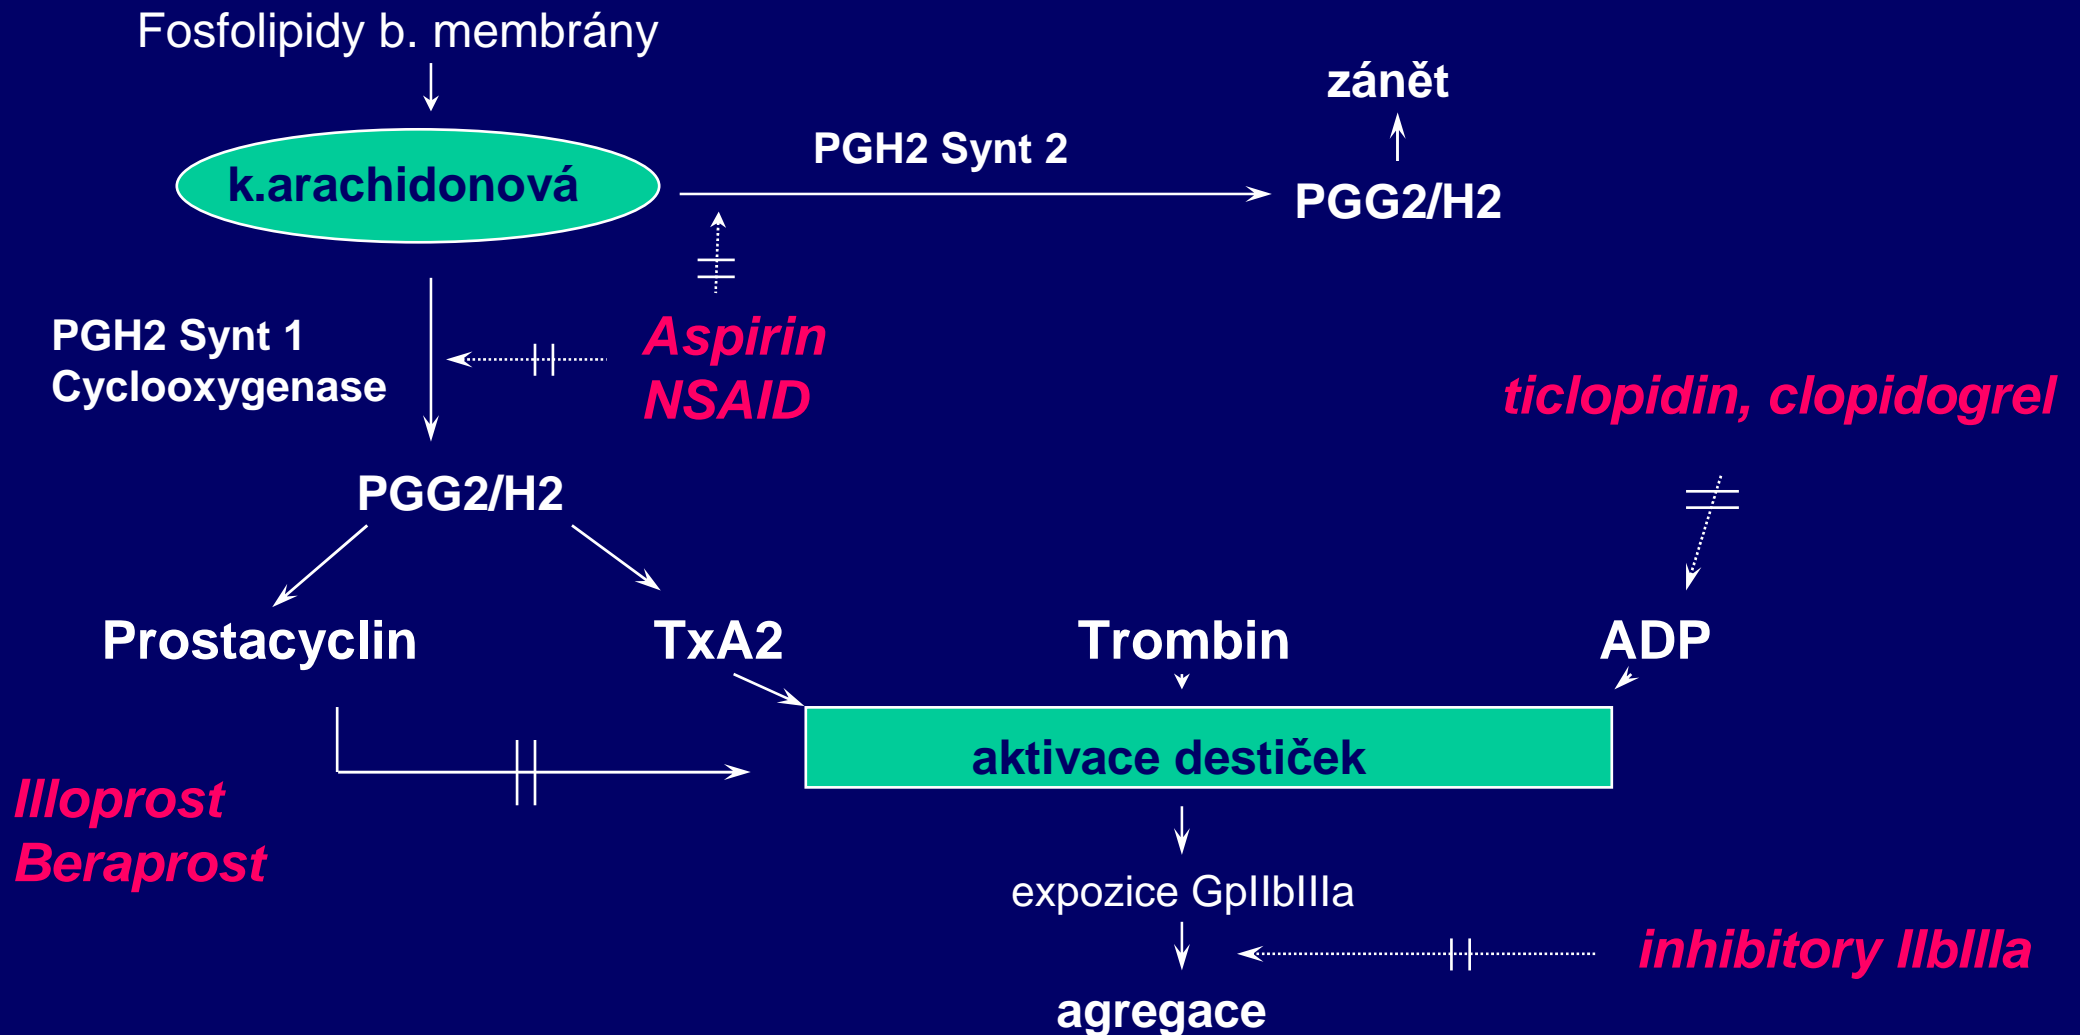 Fosfolipidy b. membrány
zánět
PGH2 Synt 2
k.arachidonová
PGG2/H2
PGH2 Synt 1
Cyclooxygenase
Aspirin
NSAID
ticlopidin, clopidogrel
PGG2/H2
Prostacyclin
TxA2
Trombin
ADP
aktivace destiček
Illoprost
Beraprost
expozice GpIIbIIIa
inhibitory IIbIIIa
agregace